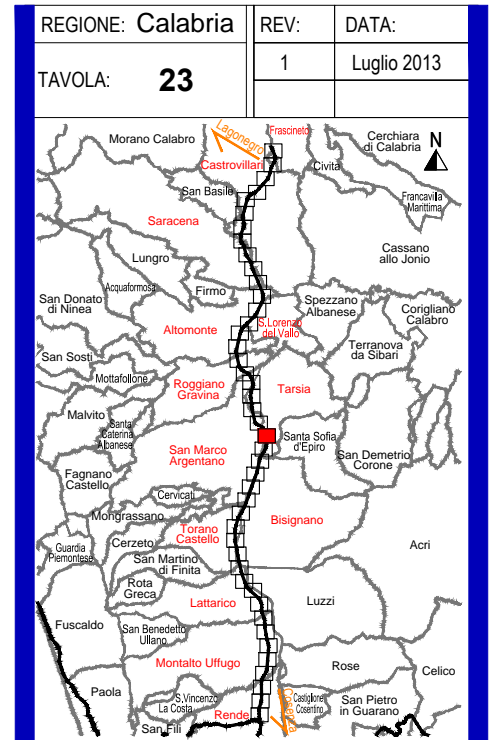 REGIONE: Calabria
REV:
DATA:
TAVOLA: 23
1
Luglio 2013
Lagonegro
Frascineto
Morano Calabro
Cerchiara
di Calabria
N
Castrovillari
Civita
San Basile
Francavilla
Marittima
Saracena
Cassano
allo Jonio
Lungro
Acquaformosa
Firmo
San Donato
di Ninea
Spezzano
Albanese
Corigliano
Calabro
Altomonte
S.Lorenzo
del Vallo
Terranova
da Sibari
San Sosti
Mottafollone
Roggiano
Gravina
Tarsia
Malvito
Santa
Caterina
Albanese
Santa Sofia
d'Epiro
San Marco
Argentano
San Demetrio
Corone
Fagnano
Castello
Cervicati
Mongrassano
Bisignano
Torano
Castello
Guardia
Piemontese
Cerzeto
Acri
San Martino
di Finita
Rota
Greca
Lattarico
Luzzi
Fuscaldo
San Benedetto
Ullano
Montalto Uffugo
Rose
Celico
Paola
S.Vincenzo
La Costa
Cosenza
Castiglione
Cosentino
San Pietro
in Guarano
Rende
San Fili